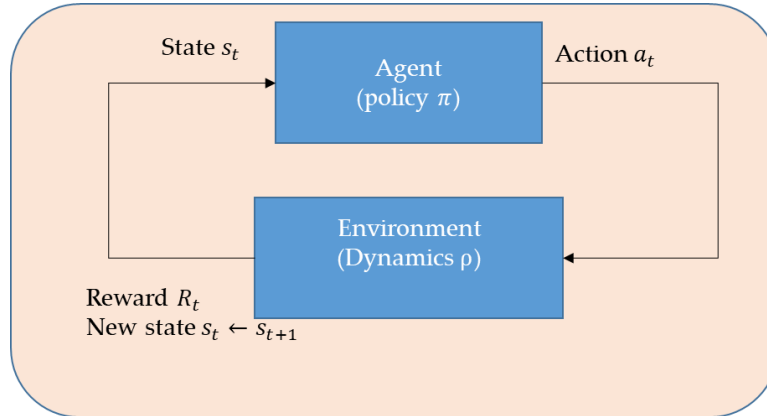 State s_t
Agent
(policy π)
Action a_t
Environment
(Dynamics ρ)
Reward R_t
New state s_t ← s_{t+1}